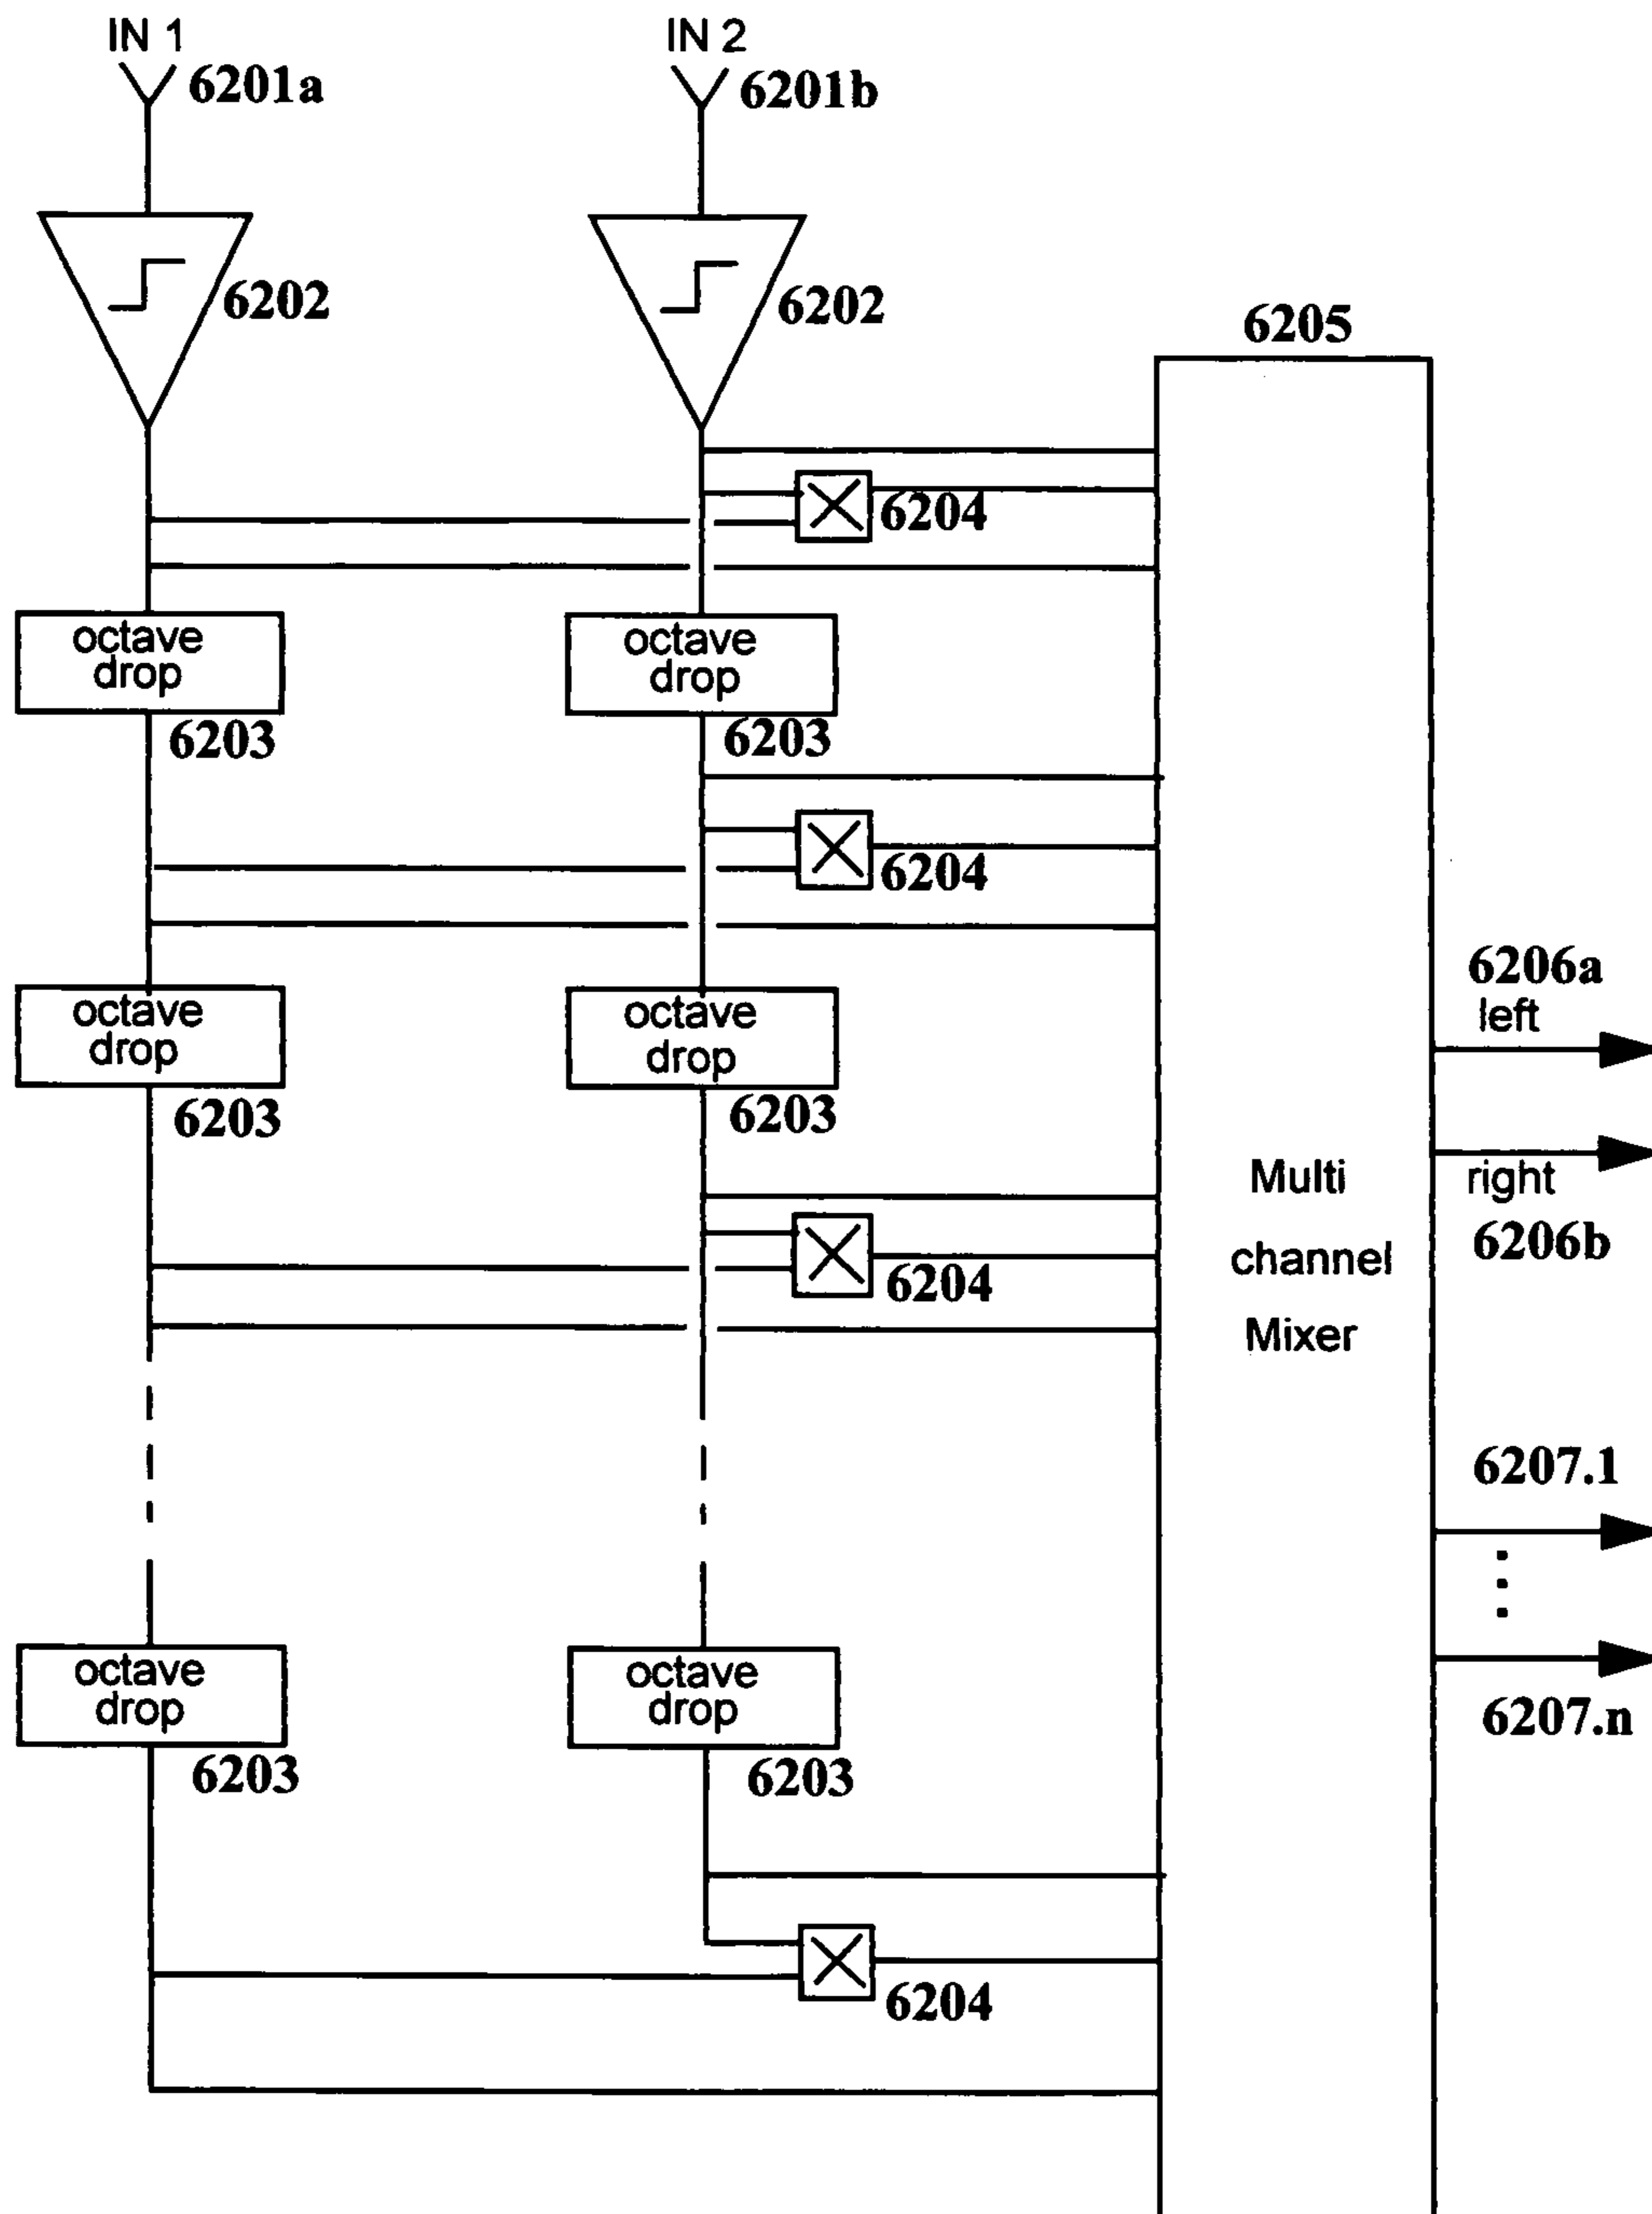 IN 1
IN 2
6201a
6201b
6202
6202
6205
6204
octave
drop
octave
drop
6203
6203
6204
octave
drop
octave
drop
6203
6203
6206a
left
right
6206b
Multi
channel
Mixer
6204
6207.1
octave
drop
octave
drop
6203
6203
6207.n
6204